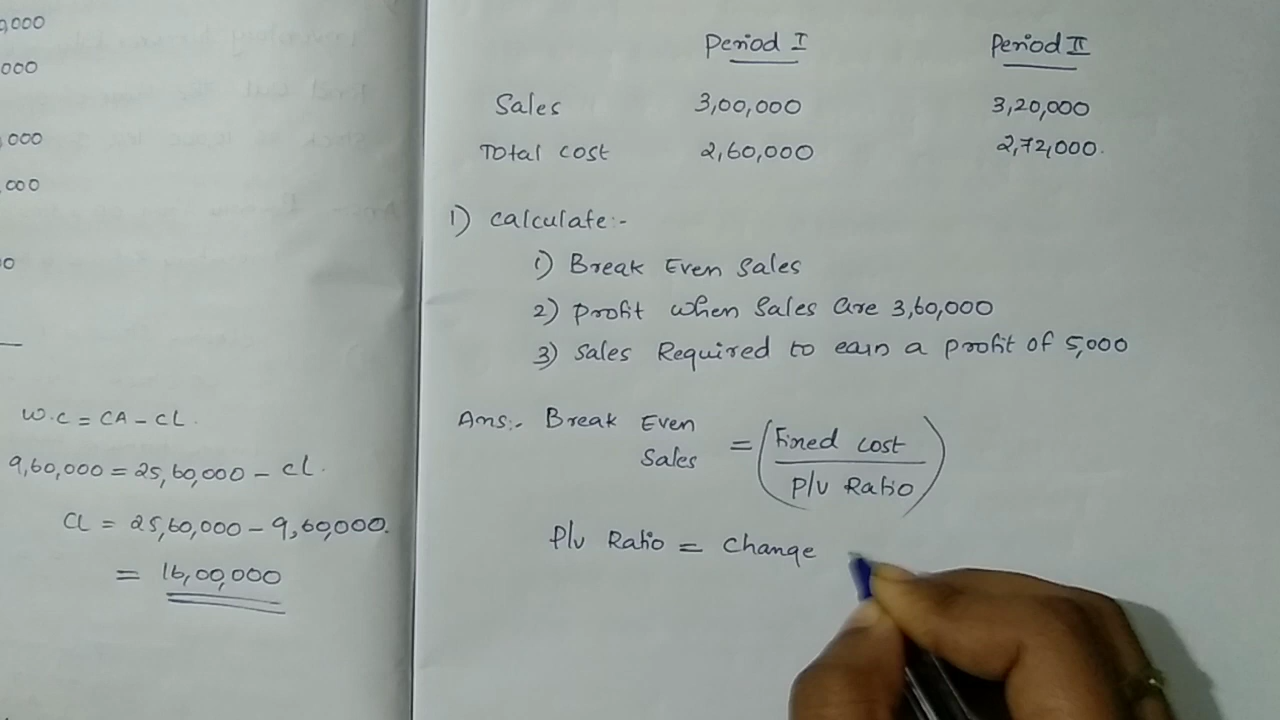 0,000
000
,000
,000
0
W.C = CA - CL.
9,60,000 = 25,60,000 - CL.
CL = 25,60,000 - 9,60,000.
= 16,00,000
Period I Period II
Sales 3,00,000 3,20,000
Total cost 2,60,000 2,72,000.
1) Calculate:-
1) Break Even Sales
2) Profit when Sales are 3,60,000
3) Sales Required to earn a profit of 5,000
Ans:- Break Even
Sales = (Fixed cost
P/V Ratio)
P/V Ratio = Change